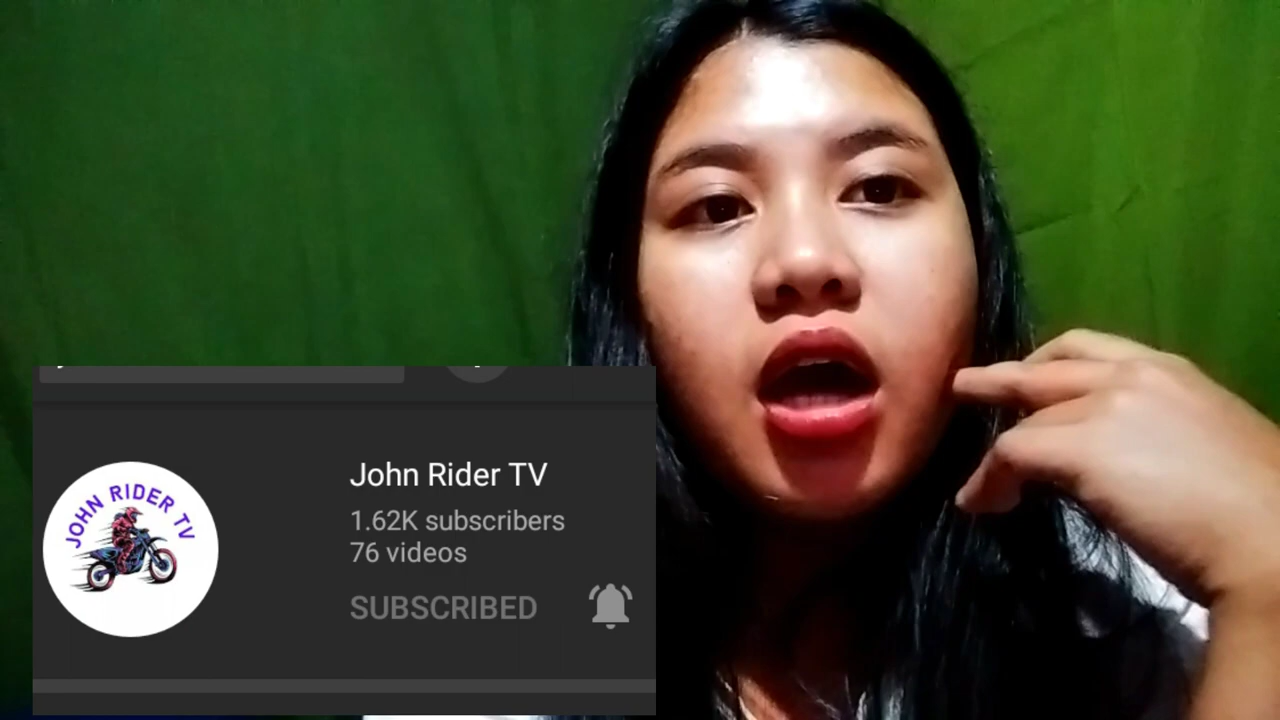 JOHN RIDER TV
John Rider TV
1.62K subscribers
76 videos
SUBSCRIBED